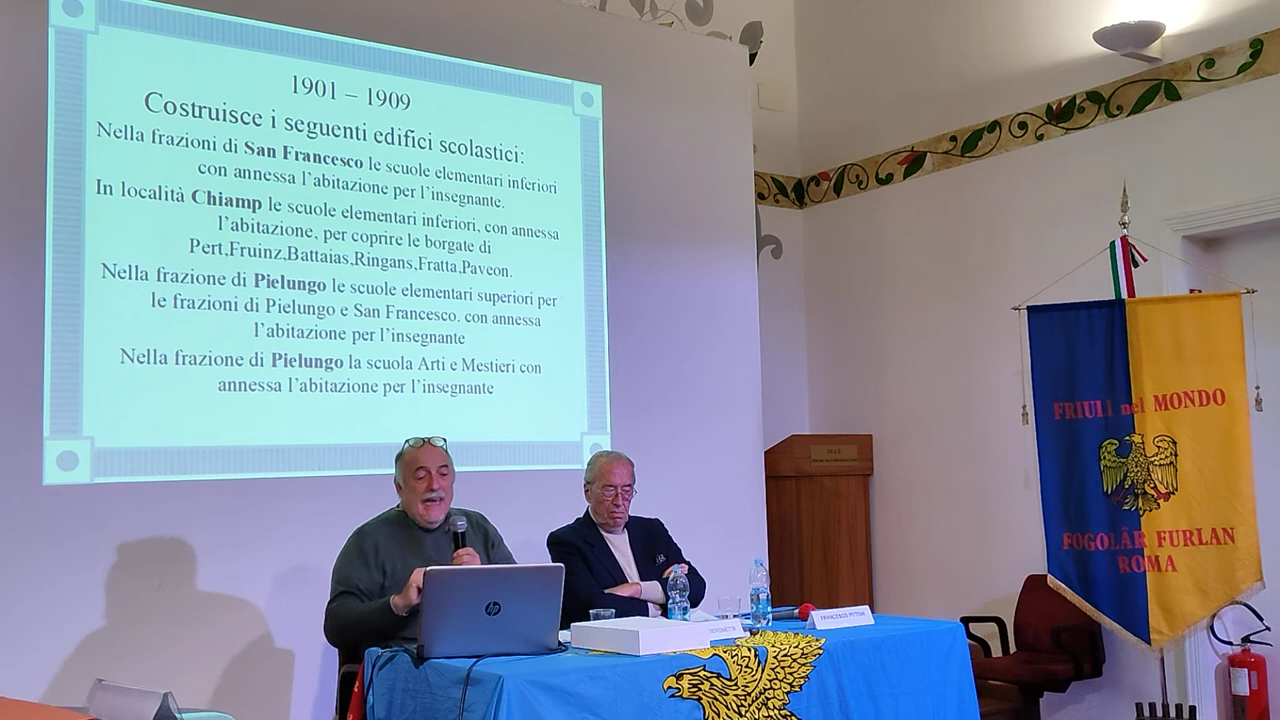 1901 – 1909
Costruisce i seguenti edifici scolastici:
Nella frazioni di San Francesco le scuole elementari inferiori
con annessa l'abitazione per l'insegnante.
In località Chiamp le scuole elementari inferiori, con annessa
l'abitazione, per coprire le borgate di
Pert,Fruinz,Battaias,Ringans,Fratta,Paveon.
Nella frazione di Pielungo le scuole elementari superiori per
le frazioni di Pielungo e San Francesco. con annessa
l'abitazione per l'insegnante
Nella frazione di Pielungo la scuola Arti e Mestieri con
annessa l'abitazione per l'insegnante
FRIULI nel MONDO
FOGOLÂR FURLAN
ROMA
hp
FRANCESCO PITTONI